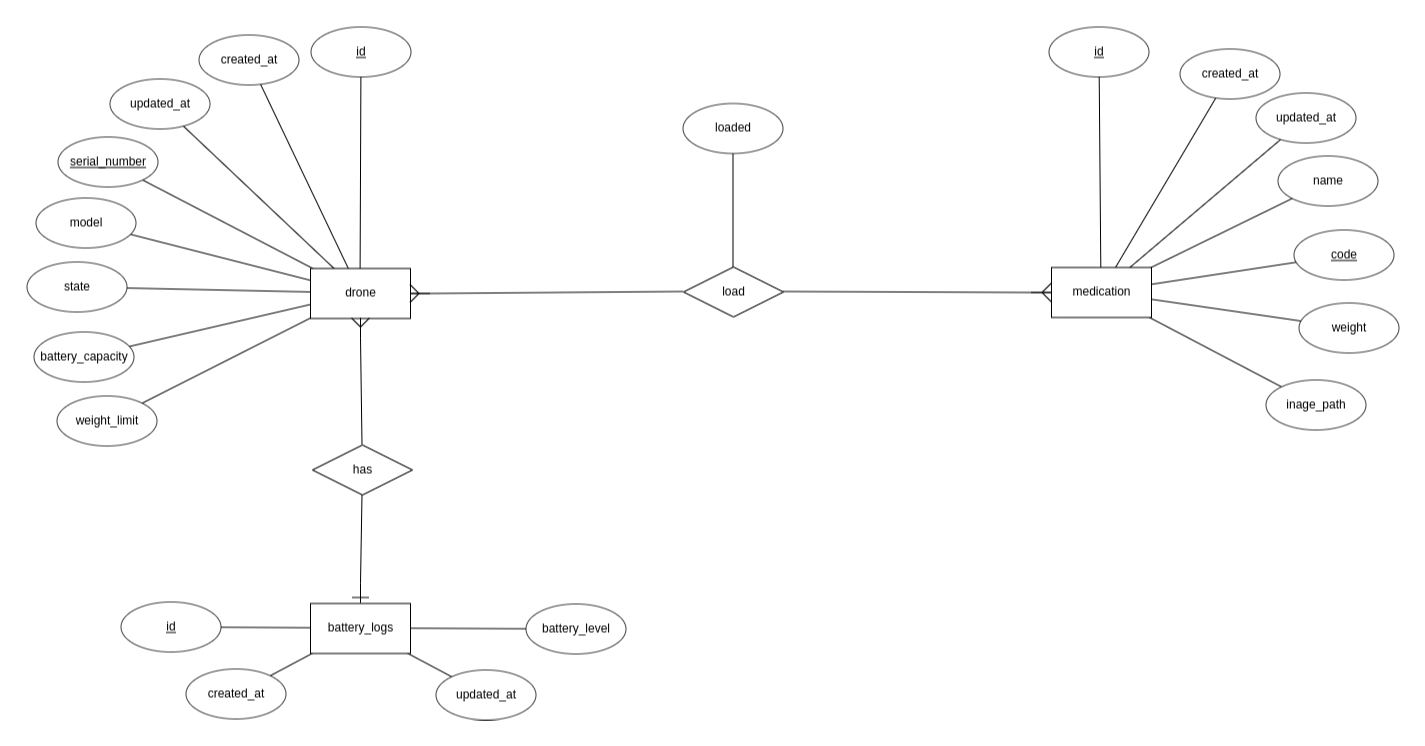 id
id
created_at
created_at
updated_at
updated_at
loaded
serial_number
name
model
code
state
drone
load
medication
weight
battery_capacity
inage_path
weight_limit
has
id
battery_logs
battery_level
created_at
updated_at